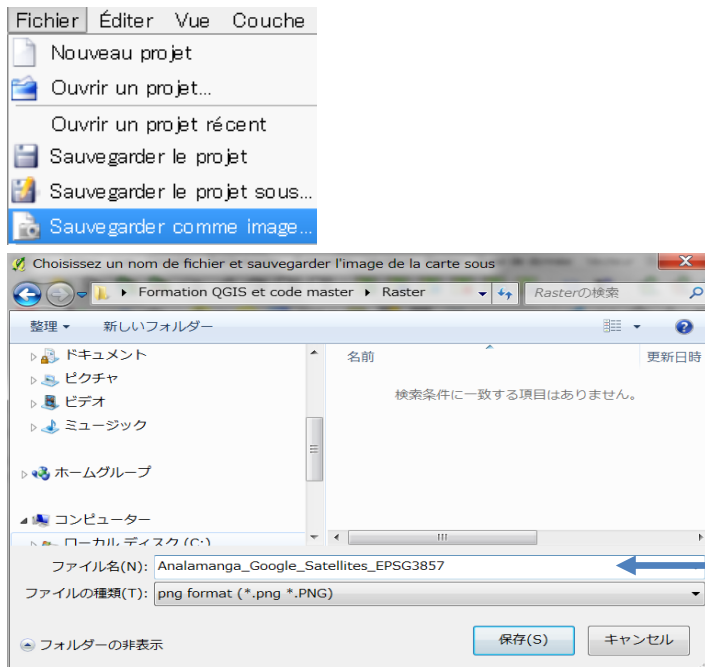 Fichier Éditer Vue Couche
Nouveau projet
Ouvrir un projet...
Ouvrir un projet récent
Sauvegarder le projet
Sauvegarder le projet sous...
Sauvegarder comme image...
Choisissez un nom de fichier et sauvegarder l'image de la carte sous
Formation QGIS et code master Raster Rasterの検索
整理 新しいフォルダー
名前 更新日時
検索条件に一致する項目はありません。
ドキュメント
ピクチャ
ビデオ
ミュージック
ホームグループ
コンピューター
ローカル ディスク (C:)
ファイル名(N): Analamanga_Google_Satellites_EPSG3857
ファイルの種類(T): png format (*.png *.PNG)
フォルダーの非表示 保存(S) キャンセル